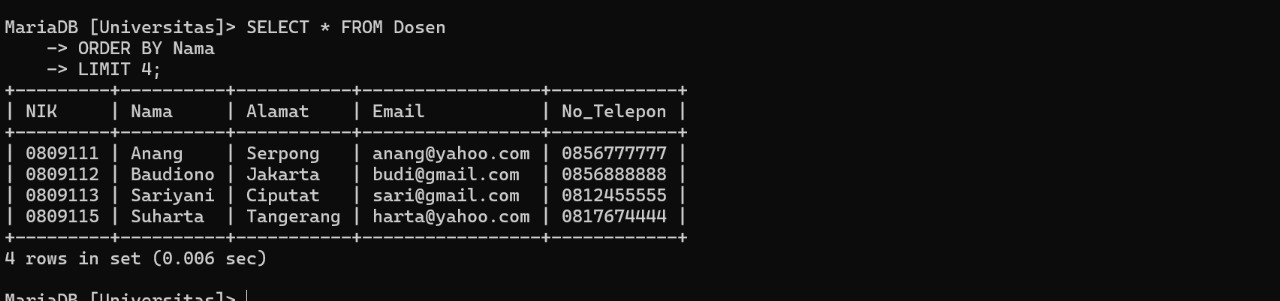 MariaDB [Universitas]> SELECT * FROM Dosen
    -> ORDER BY Nama
    -> LIMIT 4;
+---------+----------+-----------+-----------------+------------+
| NIK     | Nama     | Alamat    | Email           | No_Telepon |
+---------+----------+-----------+-----------------+------------+
| 0809111 | Anang    | Serpong   | anang@yahoo.com | 0856777777 |
| 0809112 | Baudiono | Jakarta   | budi@gmail.com  | 0856888888 |
| 0809113 | Sariyani | Ciputat   | sari@gmail.com  | 0812455555 |
| 0809115 | Suharta  | Tangerang | harta@yahoo.com | 0817674444 |
+---------+----------+-----------+-----------------+------------+
4 rows in set (0.006 sec)
MariaDB [Universitas]>